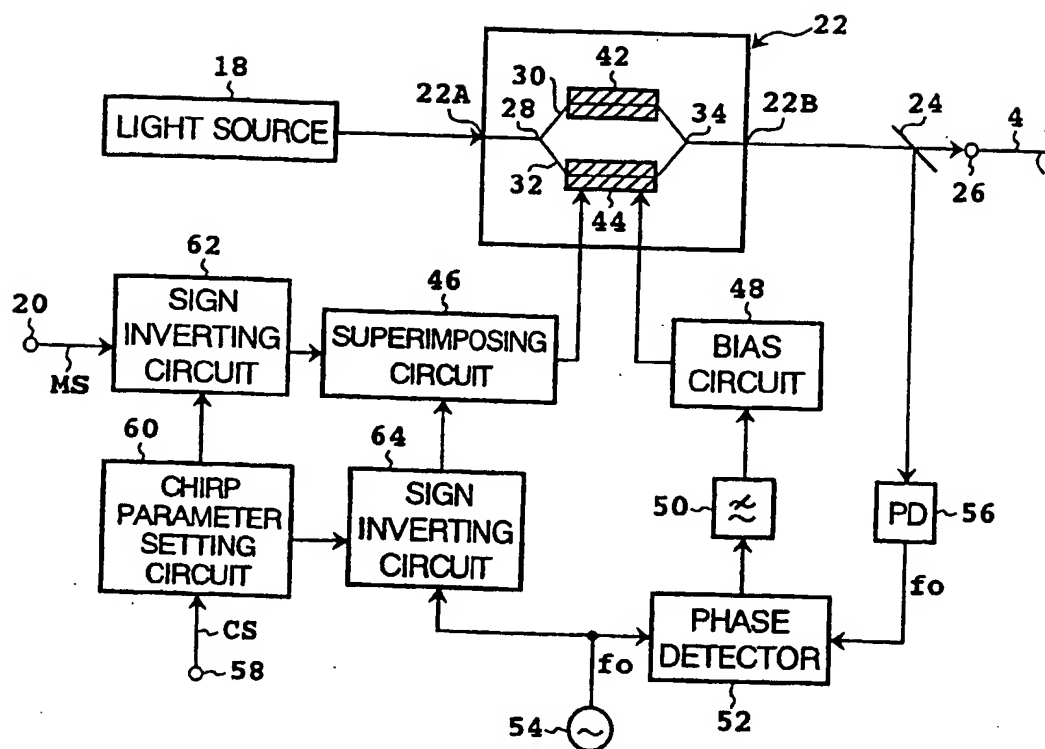 22
18
42
30
22A
28
34
22B
24
4
LIGHT SOURCE
32
44
26
62
46
48
20
SIGN
INVERTING
CIRCUIT
SUPERIMPOSING
CIRCUIT
BIAS
CIRCUIT
MS
60
64
CHIRP
PARAMETER
SETTING
CIRCUIT
SIGN
INVERTING
CIRCUIT
50
PD
56
fo
CS
58
fo
PHASE
DETECTOR
54
52